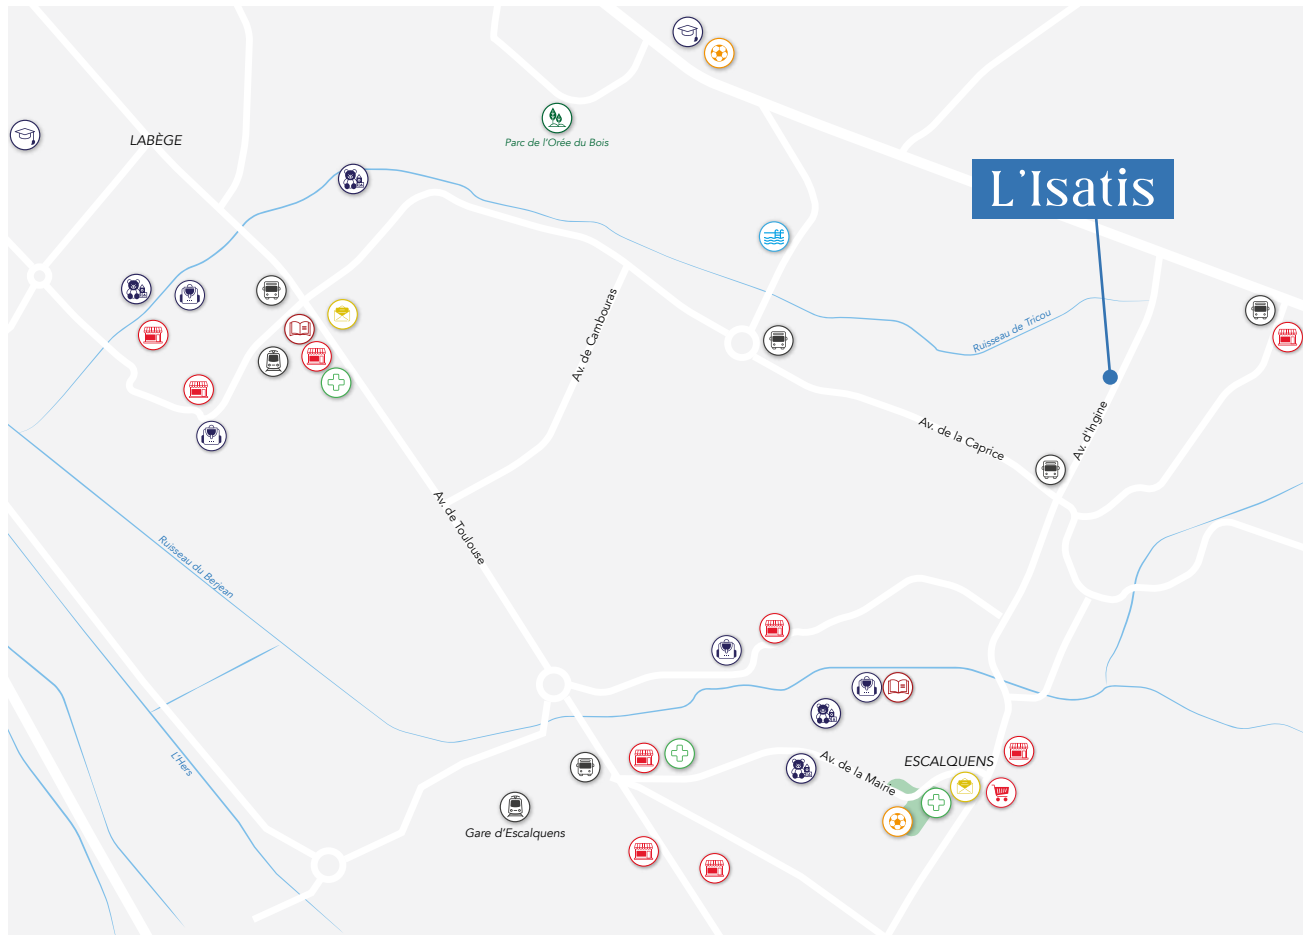 LABÈGE
Parc de l'Orée du Bois
L'Isatis
Av. de Cambouras
Ruisseau de Tricou
Av. de la Caprice
Av. d'Ingine
Av. de Toulouse
Ruisseau du Berjean
L'Hers
Av. de la Mairie
ESCALQUENS
Gare d'Escalquens